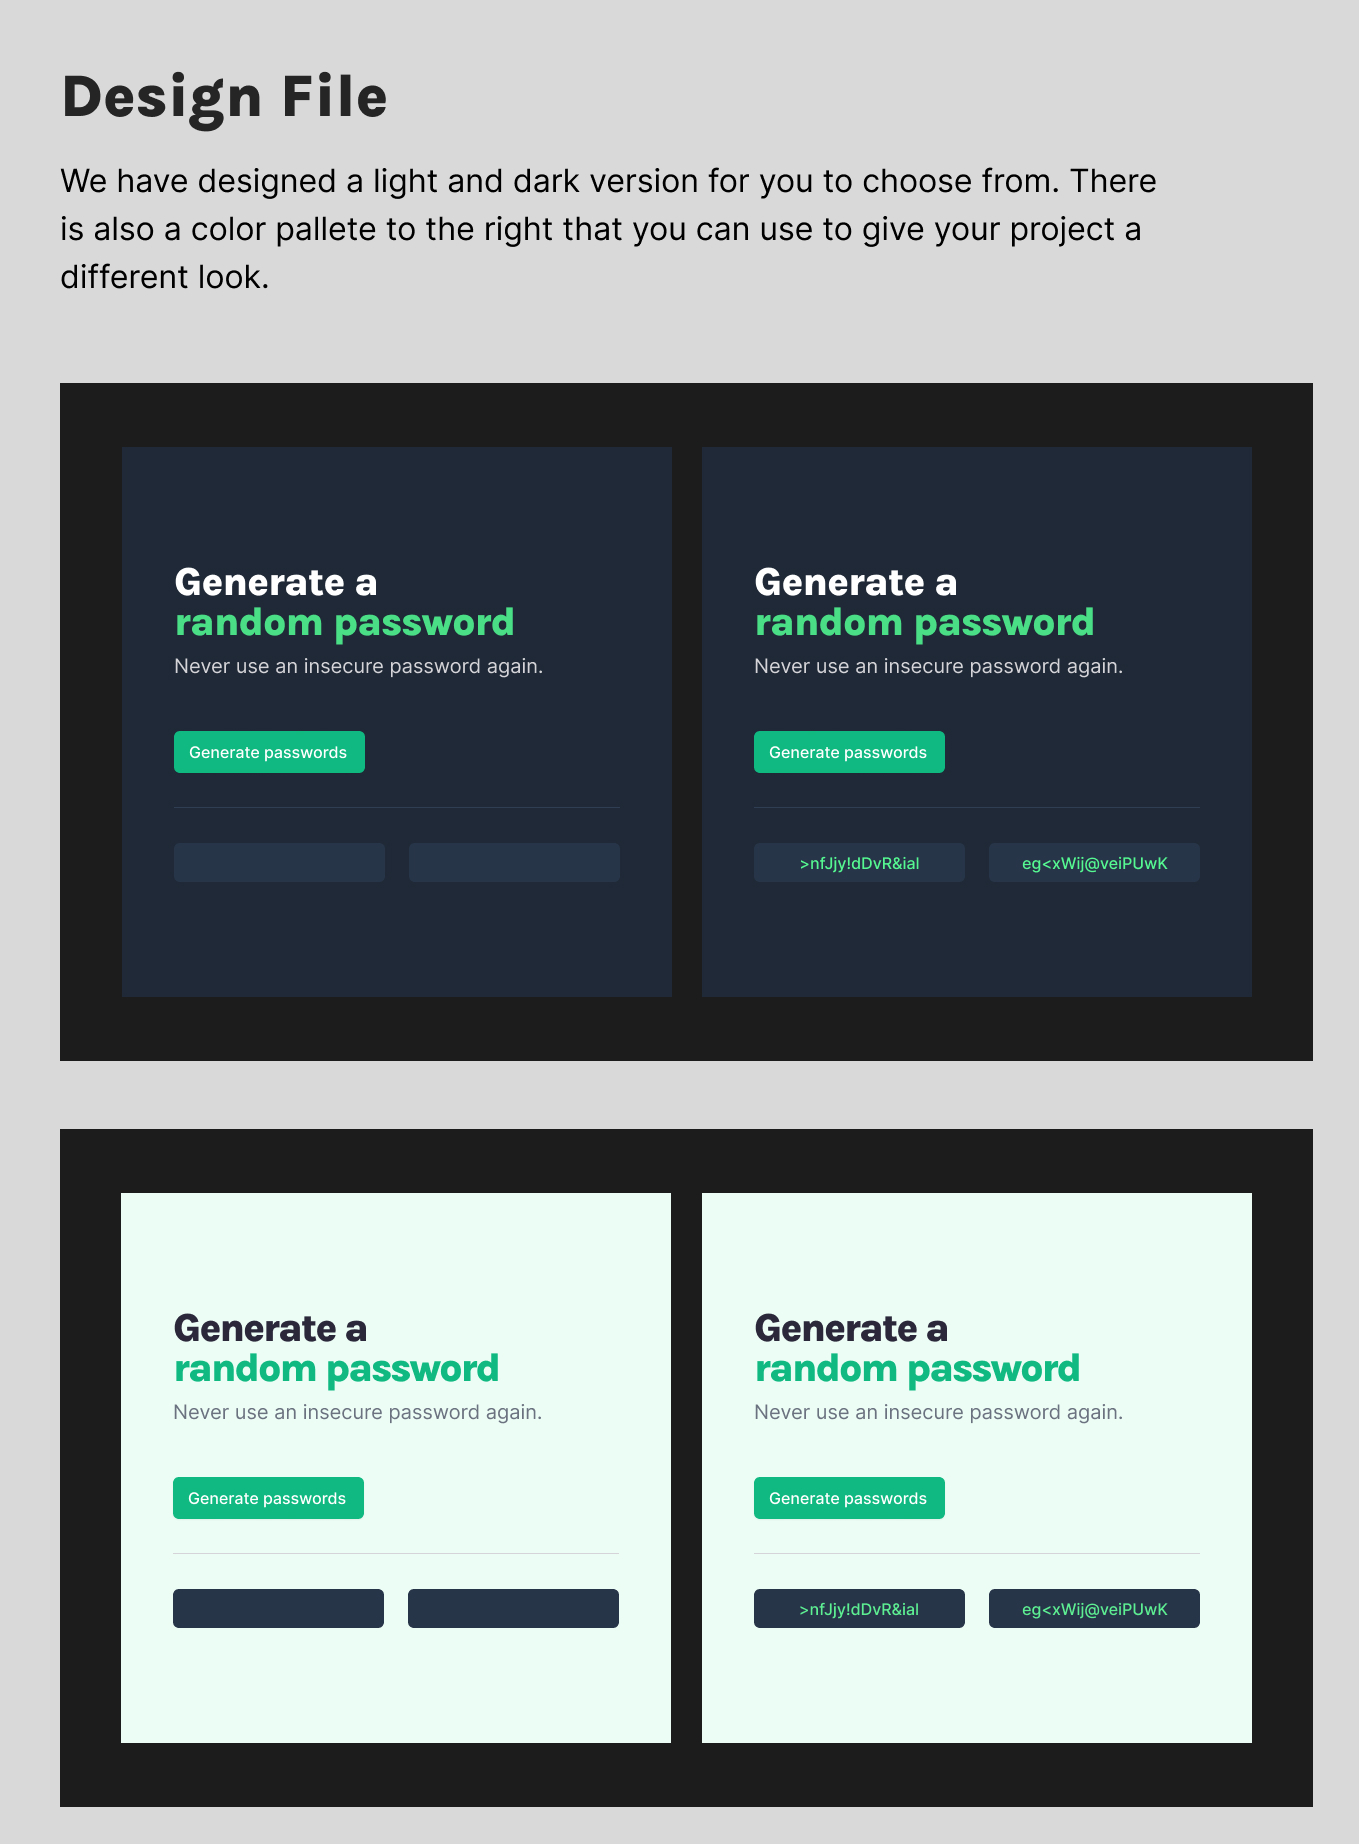 Design File
We have designed a light and dark version for you to choose from. There
is also a color pallete to the right that you can use to give your project a
different look.
Generate a
random password
Never use an insecure password again.
Generate passwords
Generate a
random password
Never use an insecure password again.
Generate passwords
>nfJjy!dDvR&ial
eg<xWij@veiPUwK
Generate a
random password
Never use an insecure password again.
Generate passwords
Generate a
random password
Never use an insecure password again.
Generate passwords
>nfJjy!dDvR&ial
eg<xWij@veiPUwK